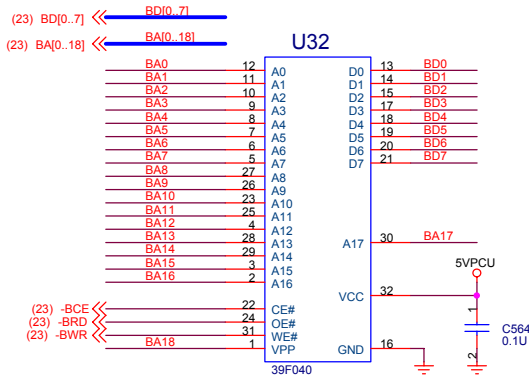 (23) BD[0..7] BD[0..7]
(23) BA[0..18] BA[0..18]
U32
BA0 12 A0 D0 13 BD0
BA1 11 A1 D1 14 BD1
BA2 10 A2 D2 15 BD2
BA3 9 A3 D3 17 BD3
BA4 8 A4 D4 18 BD4
BA5 7 A5 D5 19 BD5
BA6 6 A6 D6 20 BD6
BA7 5 A7 D7 21 BD7
BA8 27 A8
BA9 26 A9
BA10 23 A10
BA11 25 A11
BA12 4 A12
BA13 28 A13 A17 30 BA17
BA14 29 A14
BA15 3 A15 5VPCU
BA16 2 A16
VCC 32
(23) -BCE 22 CE# 1
(23) -BRD 24 OE# C564
(23) -BWR 31 WE# 0.1U
BA18 1 VPP GND 16 2
39F040